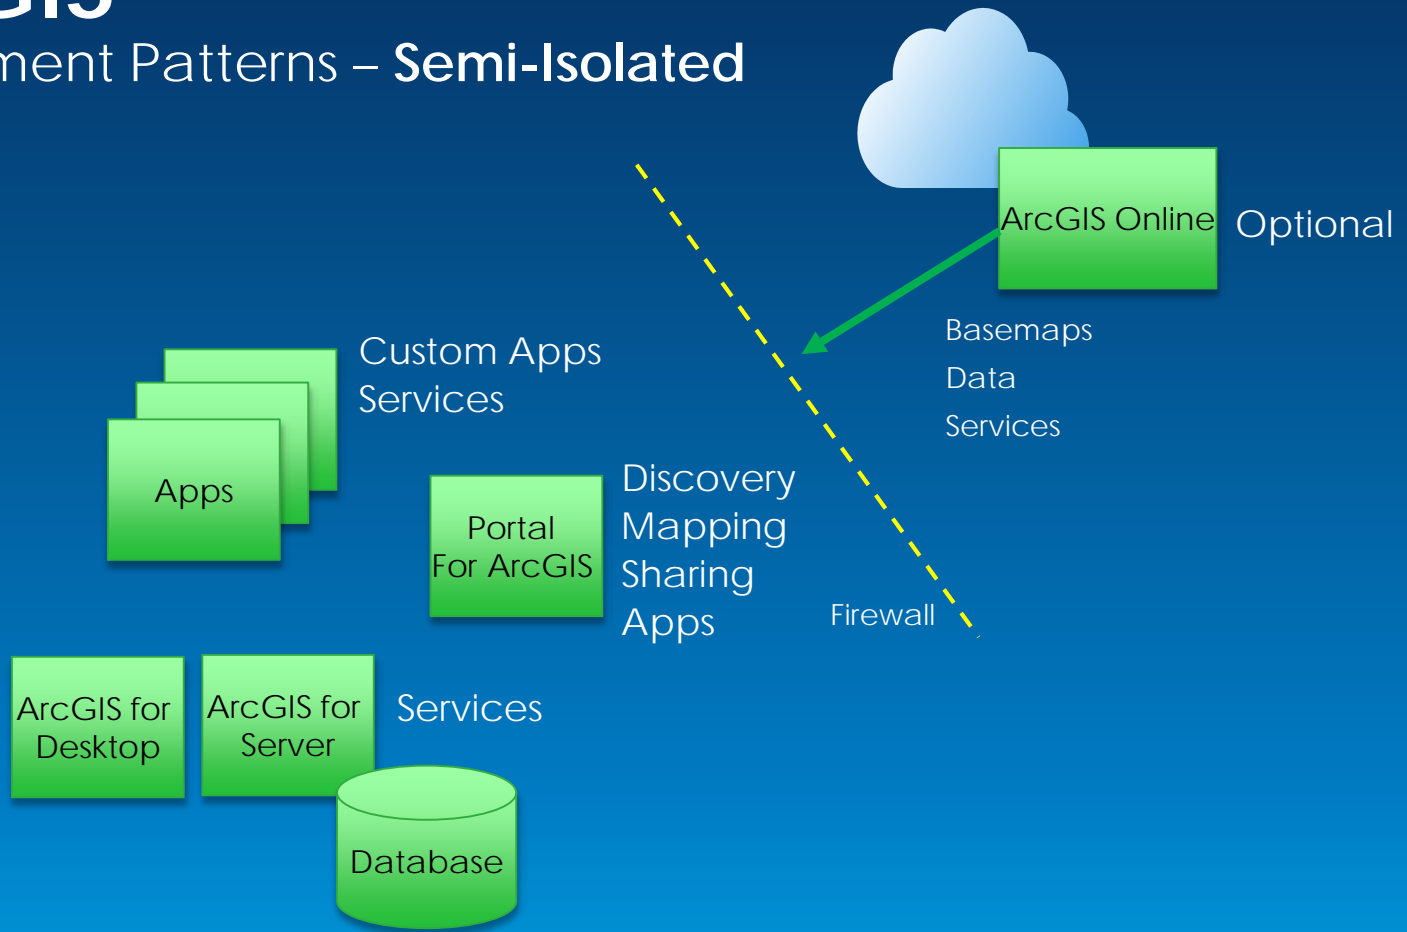 GIS
ment Patterns – Semi-Isolated
ArcGIS Online
Optional
Basemaps
Data
Services
Custom Apps
Services
Apps
Portal
For ArcGIS
Discovery
Mapping
Sharing
Apps
Firewall
ArcGIS for
Desktop
ArcGIS for
Server
Services
Database